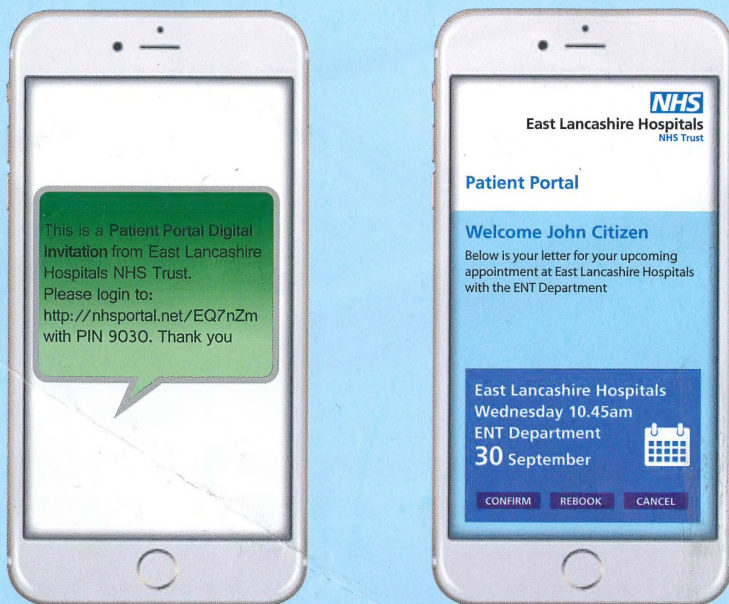 This is a Patient Portal Digital
Invitation from East Lancashire
Hospitals NHS Trust.
Please login to:
http://nhsportal.net/EQ7nZm
with PIN 9030. Thank you
NHS
East Lancashire Hospitals
NHS Trust
Patient Portal
Welcome John Citizen
Below is your letter for your upcoming
appointment at East Lancashire Hospitals
with the ENT Department
East Lancashire Hospitals
Wednesday 10.45am
ENT Department
30 September
CONFIRM REBOOK CANCEL